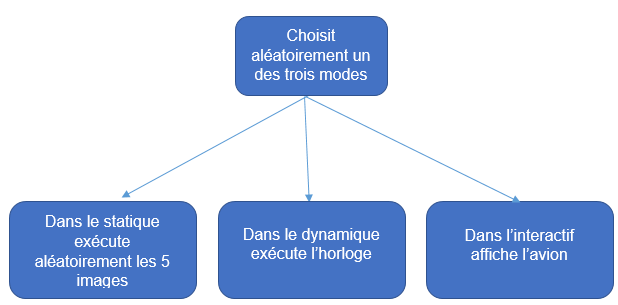 Choisit
aléatoirement un
des trois modes
Dans le statique
exécute
aléatoirement les 5
images
Dans le dynamique
exécute l'horloge
Dans l'interactif
affiche l'avion